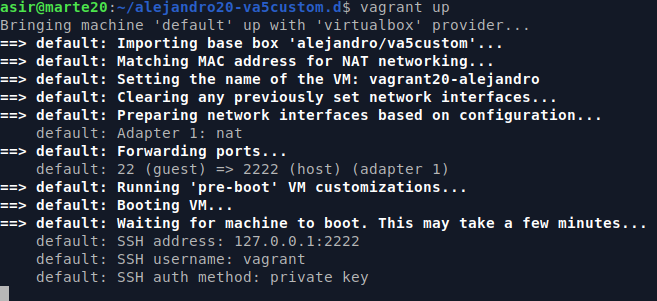 asir@marte20:~/alejandro20-va5custom.d$ vagrant up
Bringing machine 'default' up with 'virtualbox' provider...
==> default: Importing base box 'alejandro/va5custom'...
==> default: Matching MAC address for NAT networking...
==> default: Setting the name of the VM: vagrant20-alejandro
==> default: Clearing any previously set network interfaces...
==> default: Preparing network interfaces based on configuration...
    default: Adapter 1: nat
==> default: Forwarding ports...
    default: 22 (guest) => 2222 (host) (adapter 1)
==> default: Running 'pre-boot' VM customizations...
==> default: Booting VM...
==> default: Waiting for machine to boot. This may take a few minutes...
    default: SSH address: 127.0.0.1:2222
    default: SSH username: vagrant
    default: SSH auth method: private key